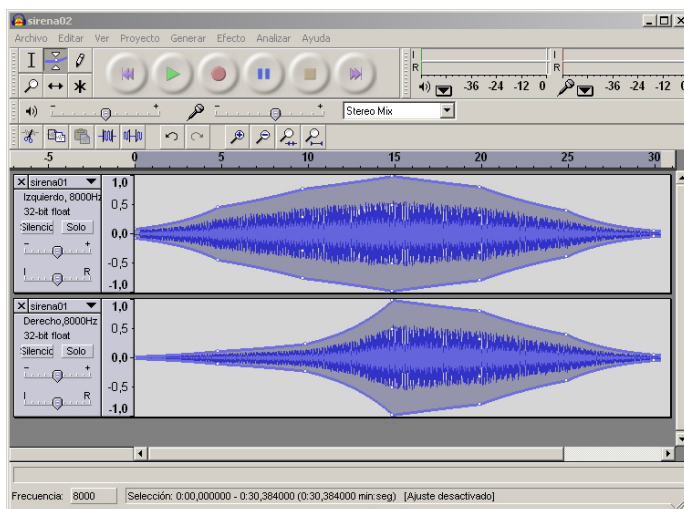 sirena02
Archivo Editar Ver Proyecto Generar Efecto Analizar Ayuda
I
R
-36 -24 -12 0
I
R
-36 -24 -12 0
- +
- +
Stereo Mix
-5 0 5 10 15 20 25 30
sirena01
Izquierdo, 8000Hz
32-bit float
Silencic Solo
- +
I R
1,0
0,5
0,0
-0,5
-1,0
sirena01
Derecho,8000Hz
32-bit float
Silencic Solo
- +
I R
1,0
0,5
0,0
-0,5
-1,0
Frecuencia: 8000 Selección: 0:00,000000 - 0:30,384000 (0:30,384000 min:seg) [Ajuste desactivado]